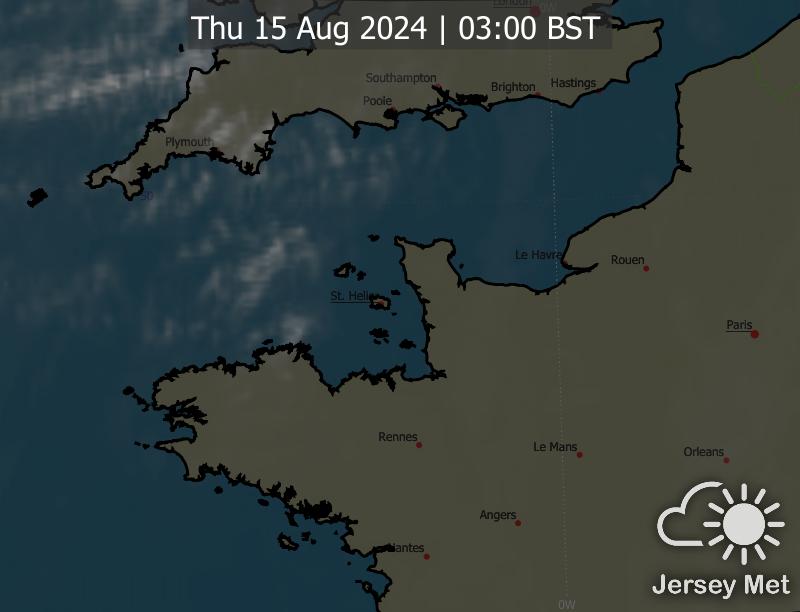 London
0W
Thu 15 Aug 2024 | 03:00 BST
Southampton
Brighton
Hastings
Poole
Plymouth
50
Le Havre
Rouen
St. Helier
Paris
Rennes
Le Mans
Orleans
Angers
Nantes
Jersey Met
0W